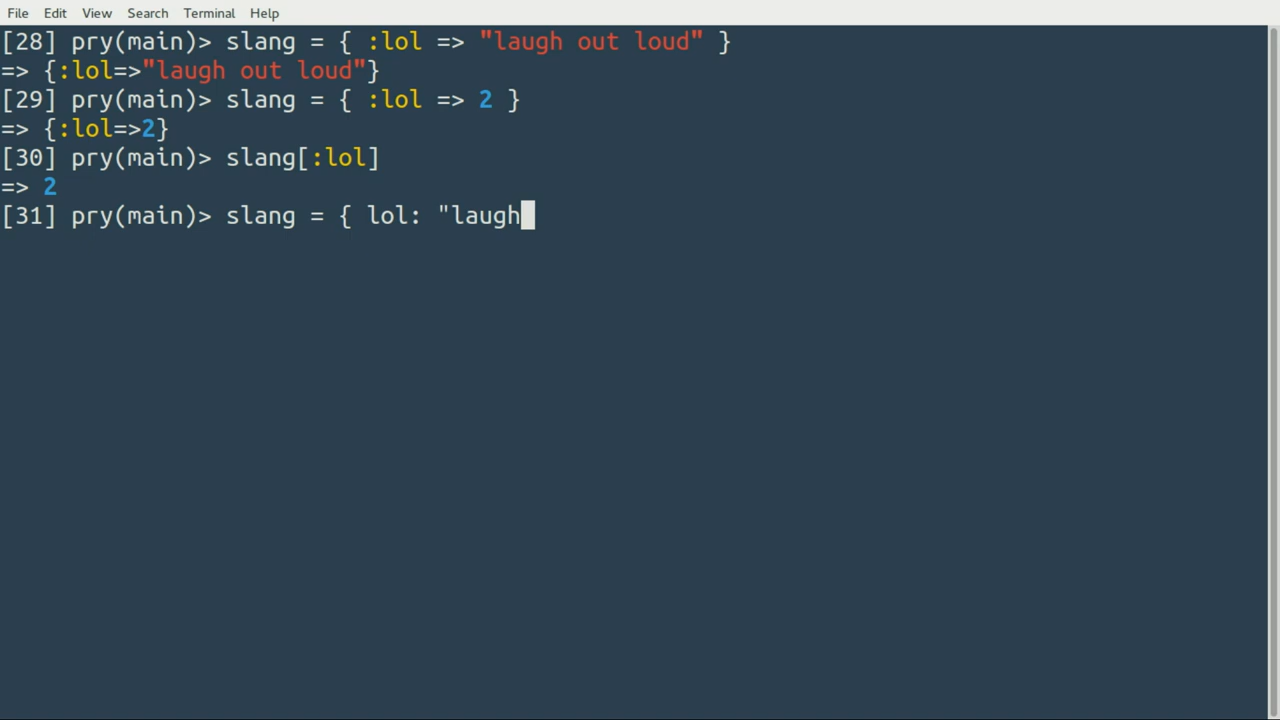 File Edit View Search Terminal Help
[28] pry(main)> slang = { :lol => "laugh out loud" }
=> {:lol=>"laugh out loud"}
[29] pry(main)> slang = { :lol => 2 }
=> {:lol=>2}
[30] pry(main)> slang[:lol]
=> 2
[31] pry(main)> slang = { lol: "laugh